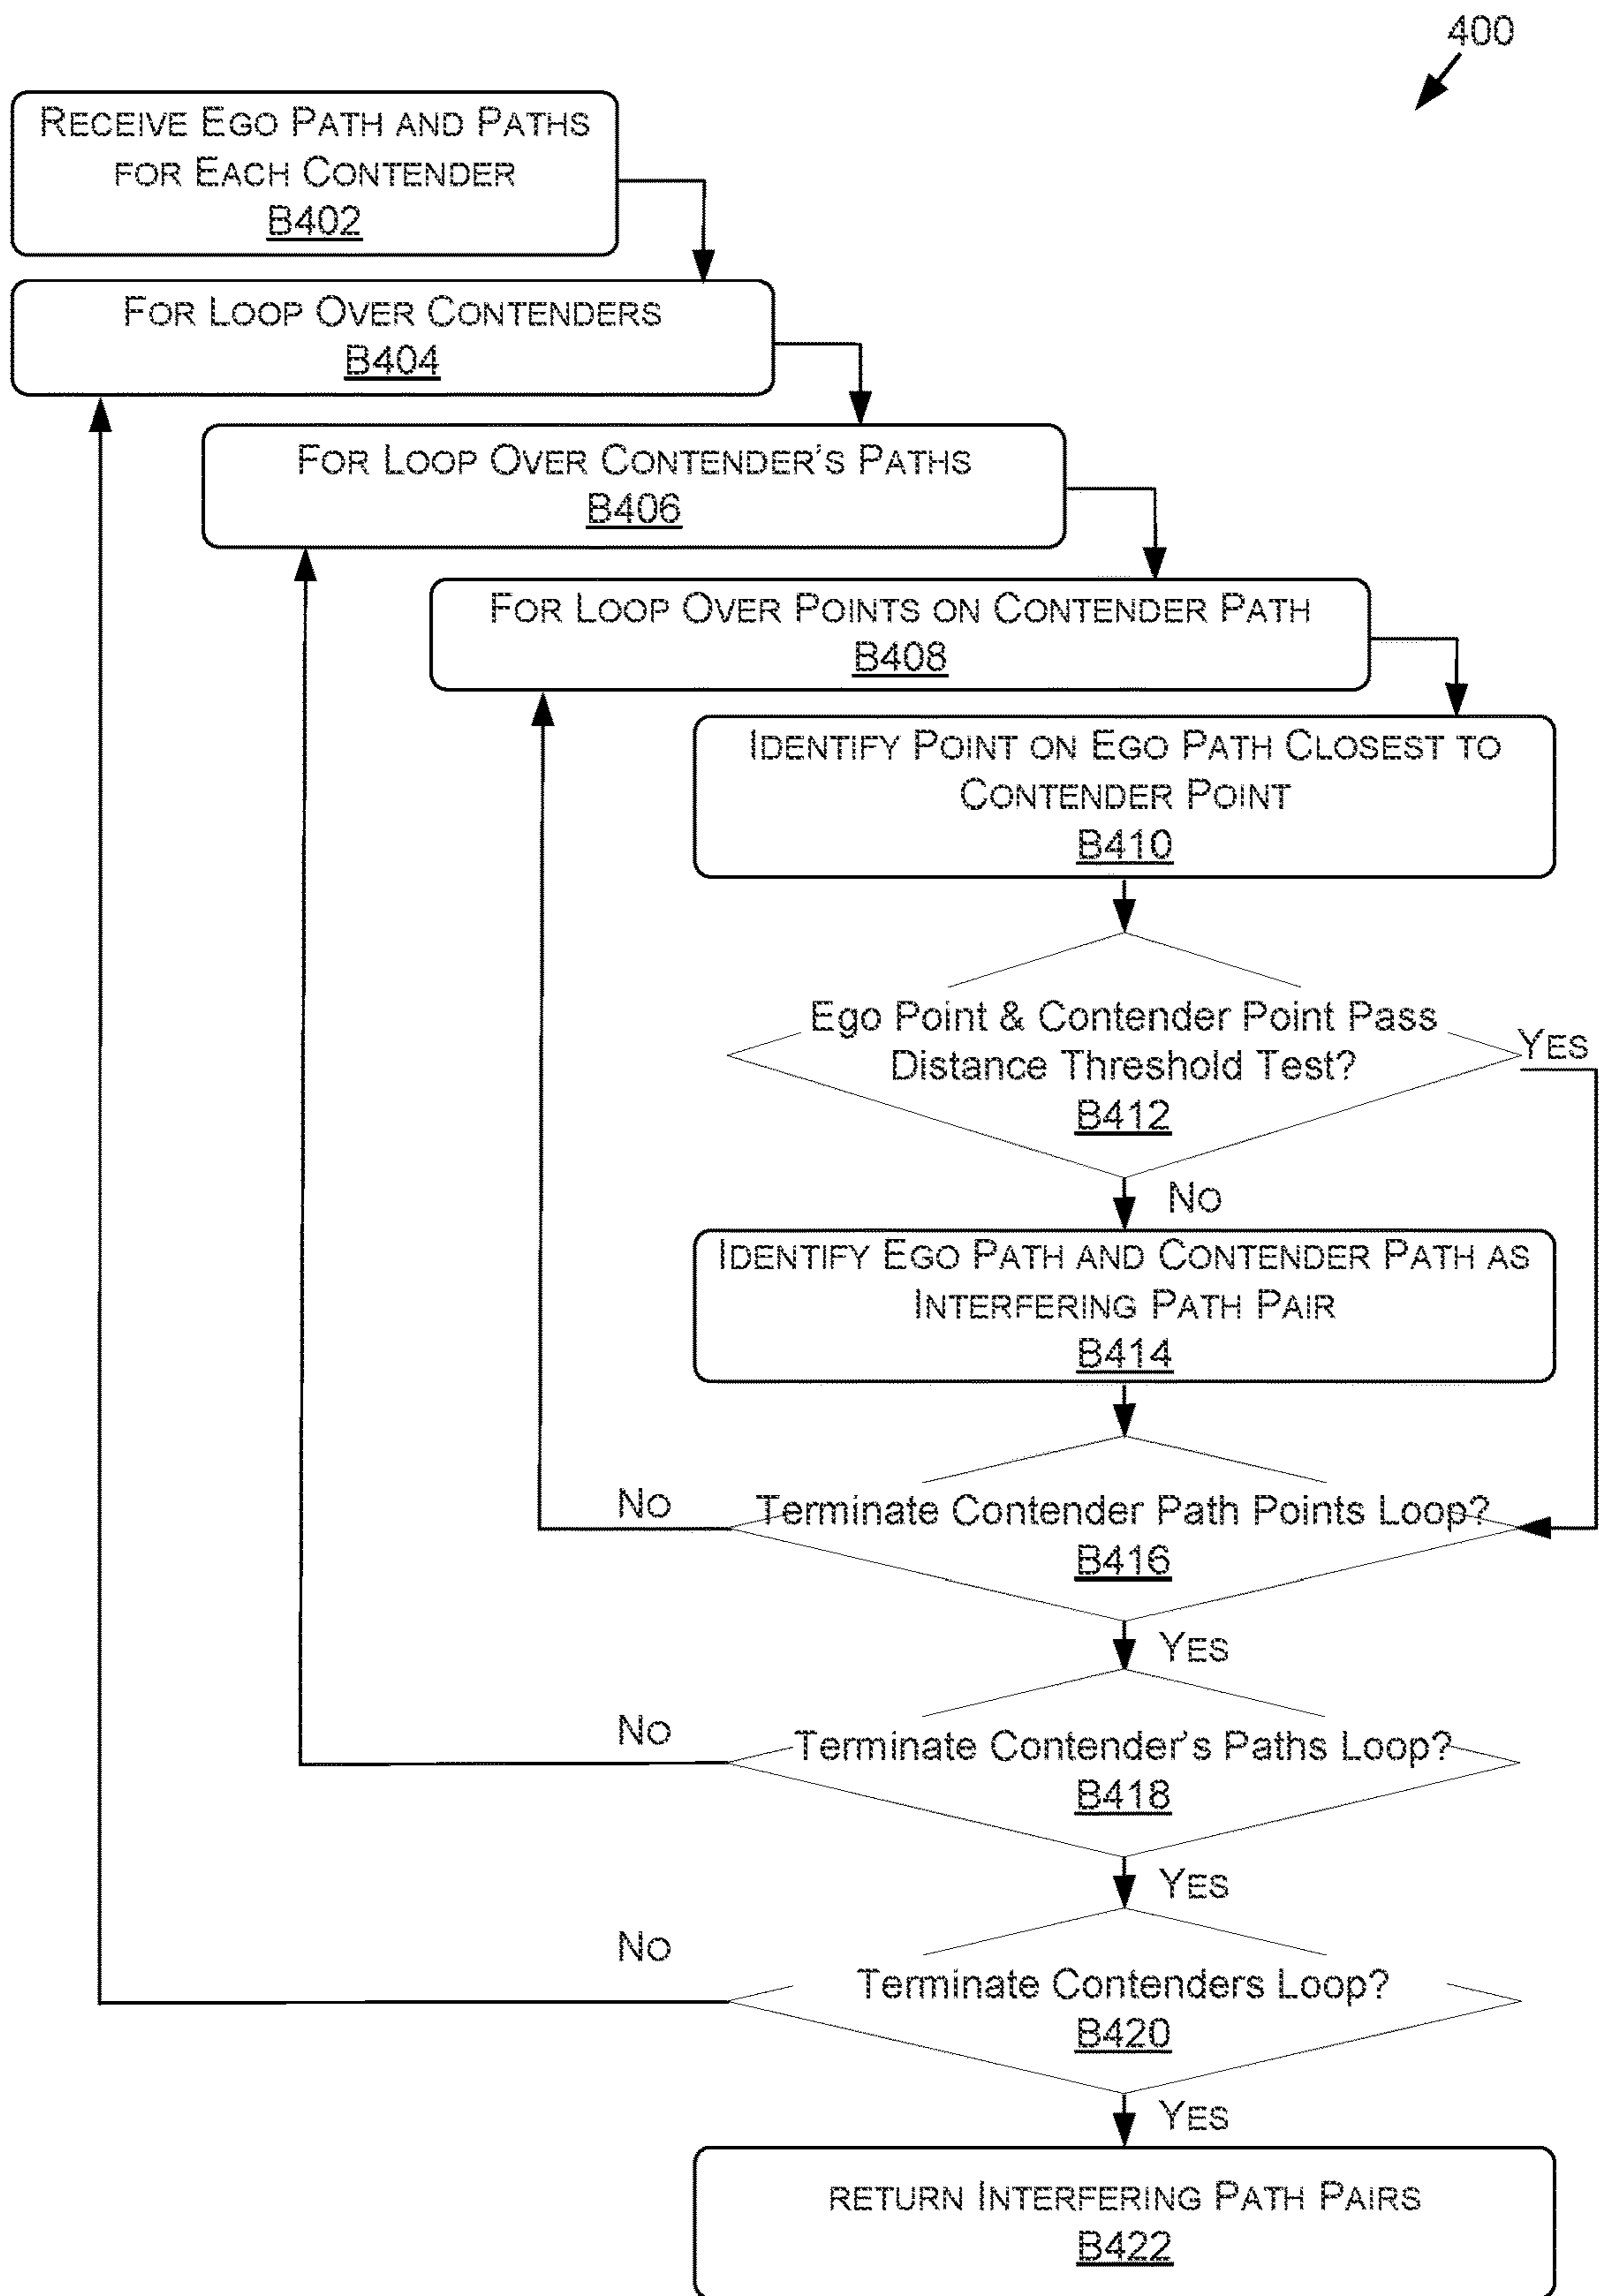 400
RECEIVE EGO PATH AND PATHS
FOR EACH CONTENDER
B402
FOR LOOP OVER CONTENDERS
B404
FOR LOOP OVER CONTENDER'S PATHS
B406
FOR LOOP OVER POINTS ON CONTENDER PATH
B408
IDENTIFY POINT ON EGO PATH CLOSEST TO
CONTENDER POINT
B410
Ego Point & Contender Point Pass
Distance Threshold Test?
B412
YES
NO
IDENTIFY EGO PATH AND CONTENDER PATH AS
INTERFERING PATH PAIR
B414
NO
Terminate Contender Path Points Loop?
B416
YES
NO
Terminate Contender's Paths Loop?
B418
YES
NO
Terminate Contenders Loop?
B420
YES
RETURN INTERFERING PATH PAIRS
B422